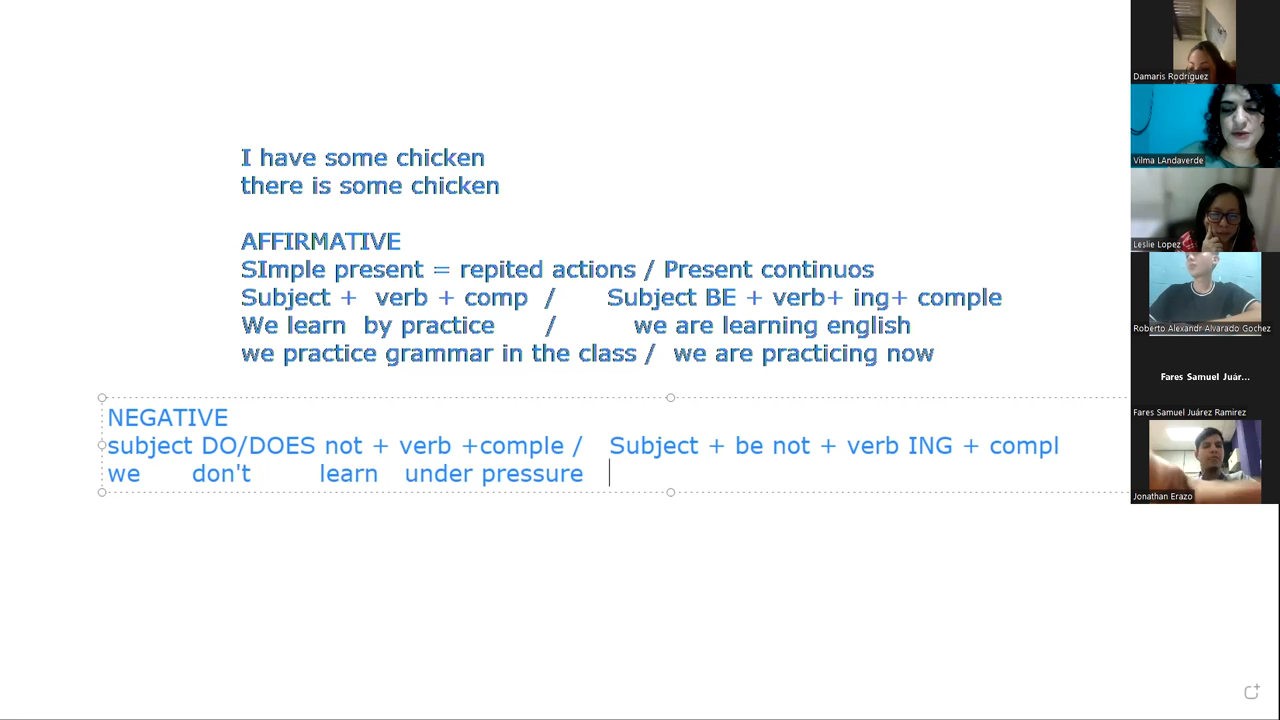 I have some chicken
there is some chicken
AFFIRMATIVE
SImple present = repited actions / Present continuos
Subject + verb + comp / Subject BE + verb+ ing+ comple
We learn by practice / we are learning english
we practice grammar in the class / we are practicing now
NEGATIVE
subject DO/DOES not + verb +comple / Subject + be not + verb ING + compl
we don't learn under pressure
Damaris Rodríguez
Vilma LAndaverde
Leslie Lopez
Roberto Alexandr Alvarado Gochez
Fares Samuel Juár...
Fares Samuel Juárez Ramirez
Jonathan Erazo